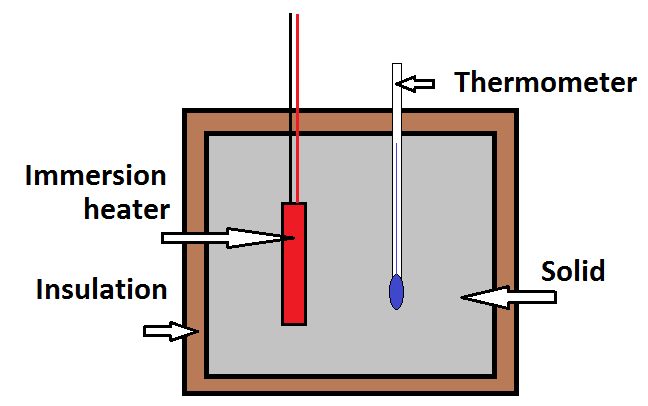 Thermometer
Immersion
heater
Solid
Insulation